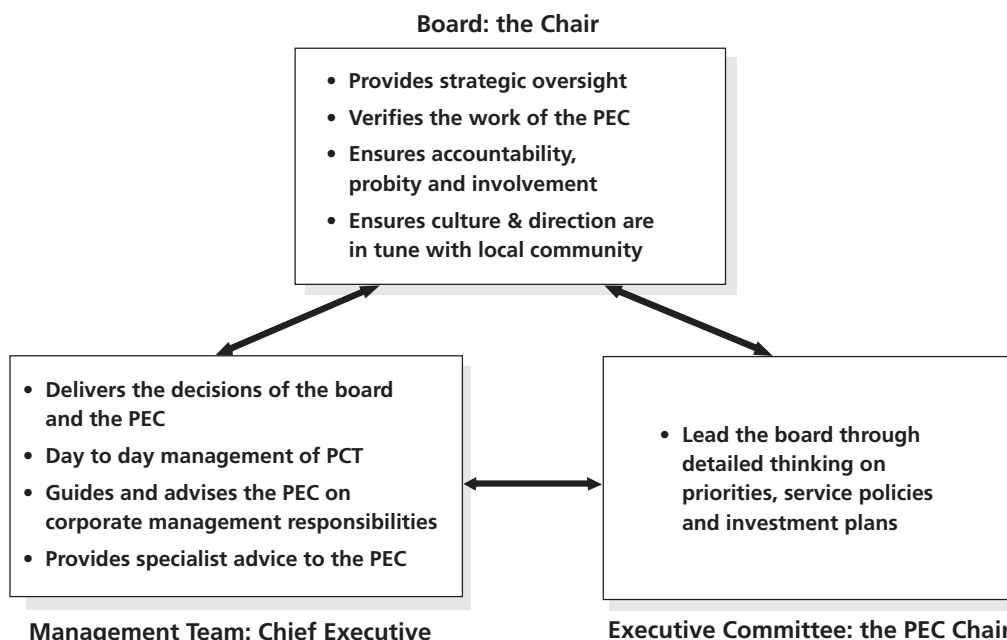 Board: the Chair
• Provides strategic oversight
• Verifies the work of the PEC
• Ensures accountability,
probity and involvement
• Ensures culture & direction are
in tune with local community
• Delivers the decisions of the board
and the PEC
• Day to day management of PCT
• Guides and advises the PEC on
corporate management responsibilities
• Provides specialist advice to the PEC
• Lead the board through
detailed thinking on
priorities, service policies
and investment plans
Management Team: Chief Executive
Executive Committee: the PEC Chair